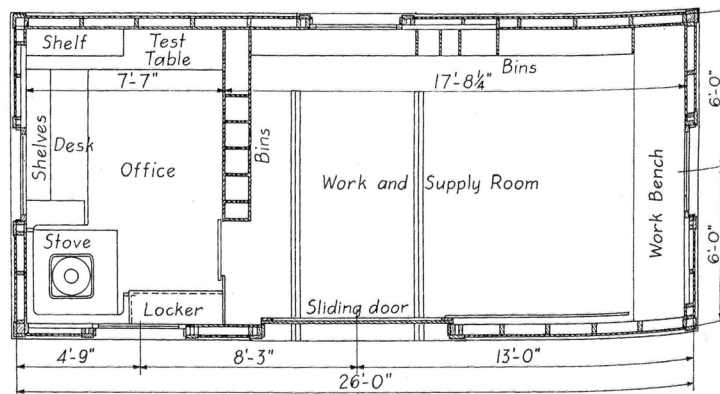 Shelf
Test
Table
7'-7"
17'-8¼"
Bins
6'-0"
Shelves
Desk
Office
Bins
Work and Supply Room
Work Bench
6'-0"
Stove
Locker
Sliding door
4'-9"
8'-3"
13'-0"
26'-0"